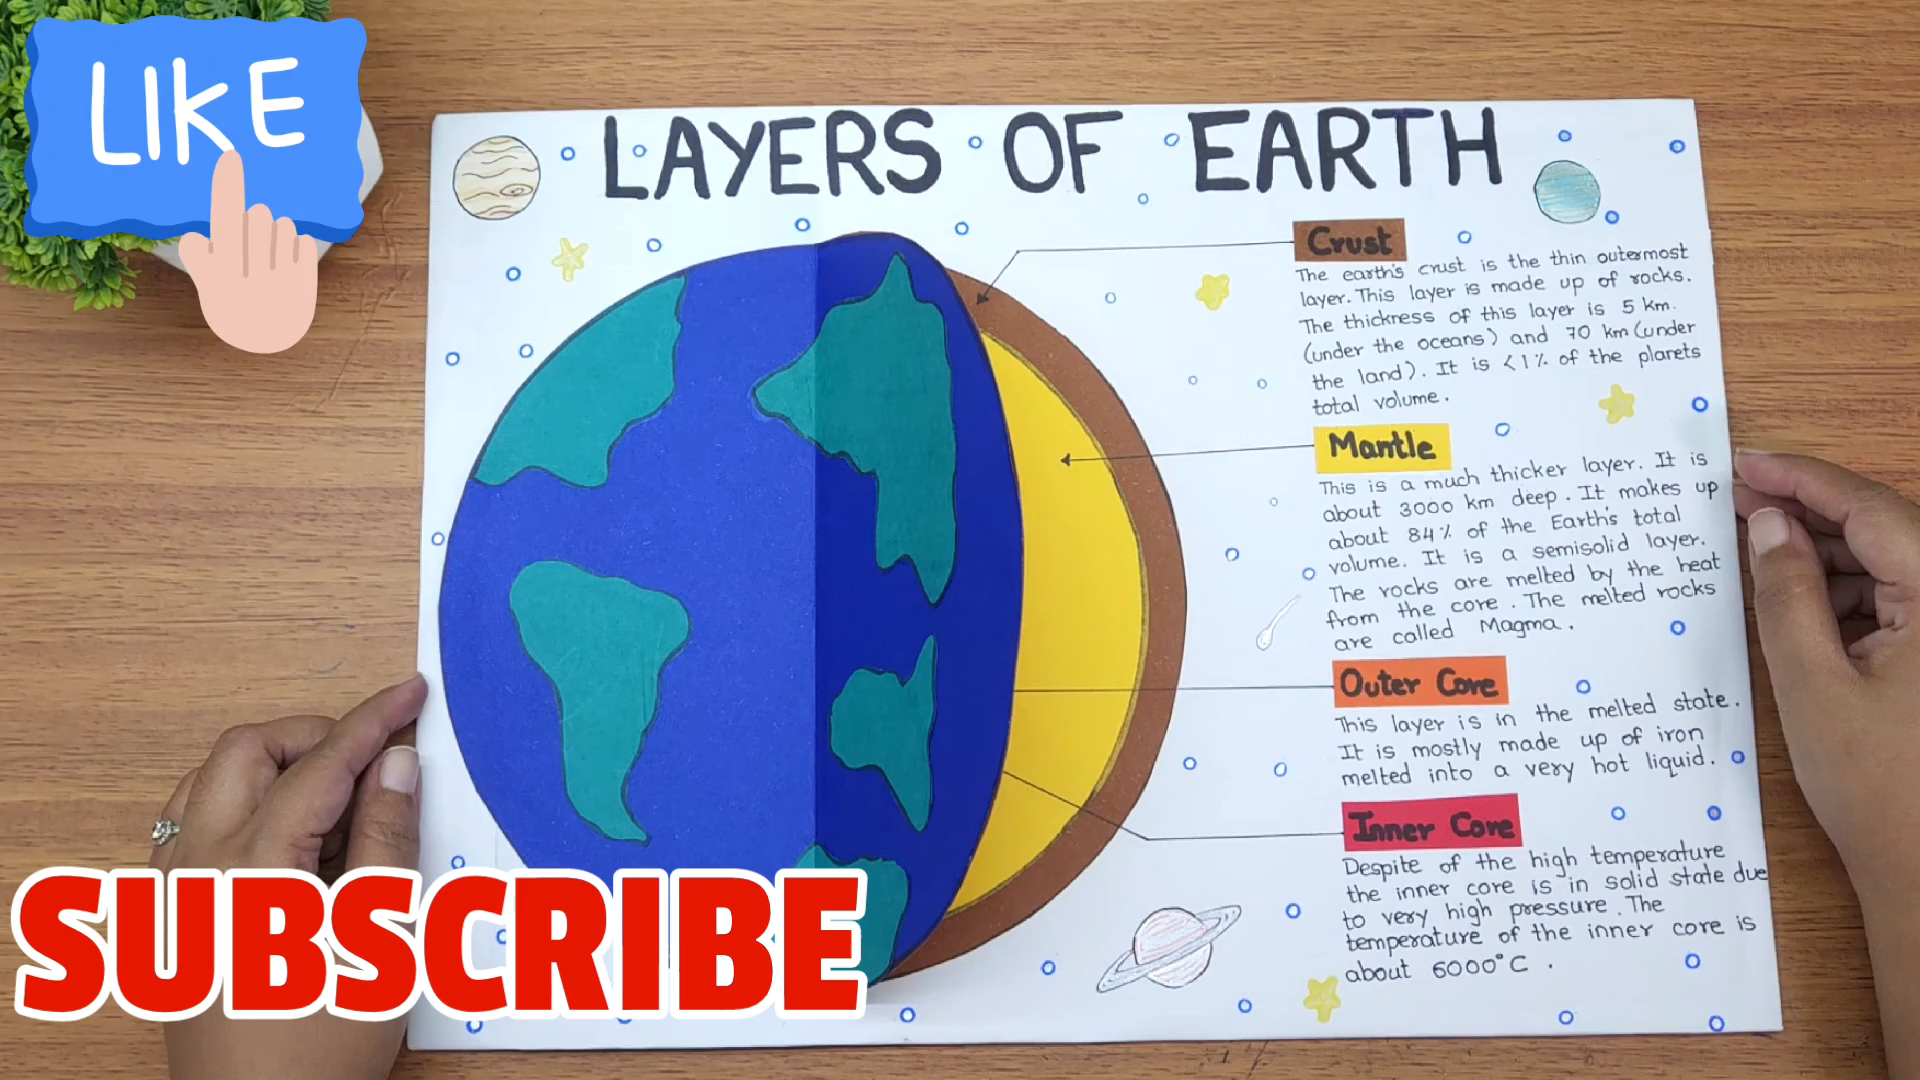 LIKE
LAYERS OF EARTH
Crust
The earth's crust is the thin outermost
layer. This layer is made up of rocks.
The thickness of this layer is 5 km.
(under the oceans) and 70 km (under
the land). It is <1% of the planets
total volume.
Mantle
This is a much thicker layer. It is
about 3000 km deep. It makes up
about 84% of the Earth's total
volume. It is a semisolid layer.
The rocks are melted by the heat
from the core. The melted rocks
are called Magma.
Outer Core
This layer is in the melted state.
It is mostly made up of iron
melted into a very hot liquid.
Inner Core
Despite of the high temperature
the inner core is in solid state due
to very high pressure. The
temperature of the inner core is
about 6000°C.
SUBSCRIBE